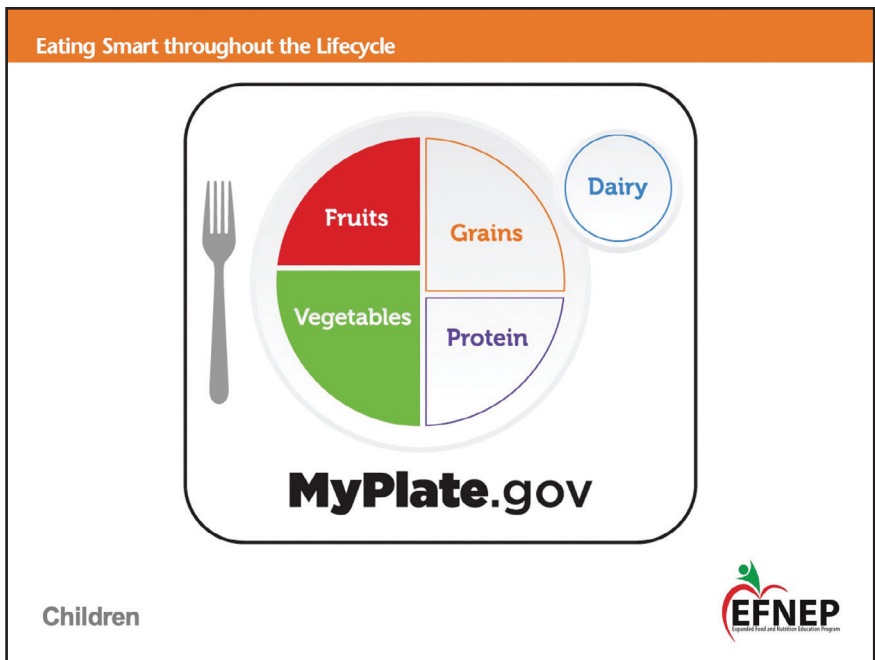 Eating Smart throughout the Lifecycle
Fruits
Grains
Dairy
Vegetables
Protein
MyPlate.gov
Children
EFNEP
Expanded Food and Nutrition Education Program